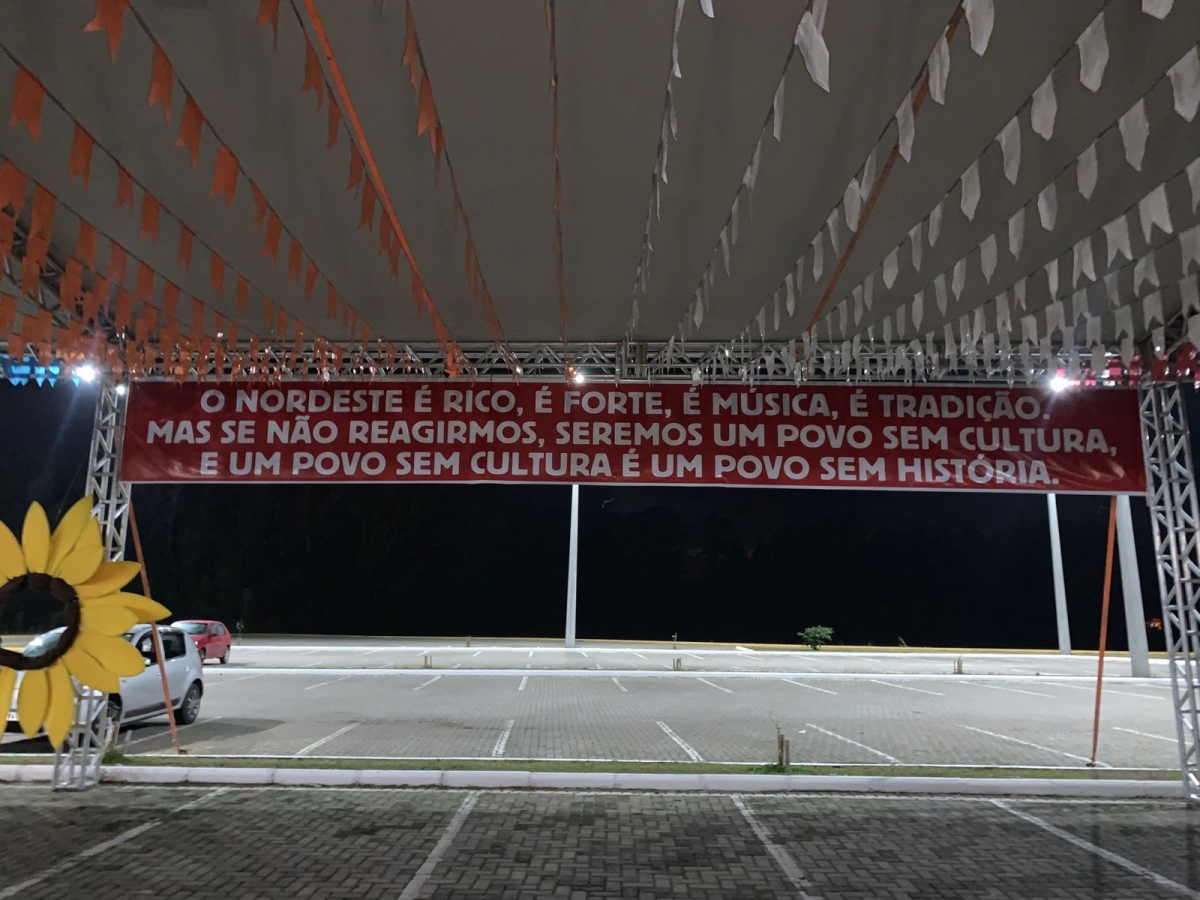 O NORDESTE É RICO, É FORTE, É MÚSICA, É TRADIÇÃO.
MAS SE NÃO REAGIRMOS, SEREMOS UM POVO SEM CULTURA,
E UM POVO SEM CULTURA É UM POVO SEM HISTÓRIA.